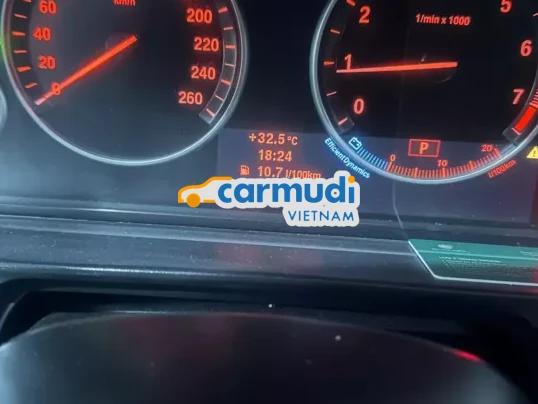 km/h
60
40
20
0
200
220
240
260
1/min x 1000
0
1
2
5
6
7
+32.5°C
18:24
10.7 l/100km
EfficientDynamics
P
0
10
20
l/100km
carmudi
VIETNAM